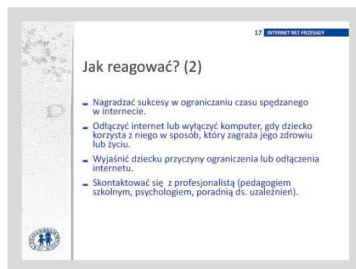 17 INTERNET BEZ PRZESADY
Jak reagować? (2)
Nagradzać sukcesy w ograniczaniu czasu spędzanego
w internecie.
Odłączyć internet lub wyłączyć komputer, gdy dziecko
korzysta z niego w sposób, który zagraża jego zdrowiu
lub życiu.
Wyjaśnić dziecku przyczyny ograniczenia lub odłączenia
internetu.
Skontaktować się z profesjonalistą (pedagogiem
szkolnym, psychologiem, poradnią ds. uzależnień).